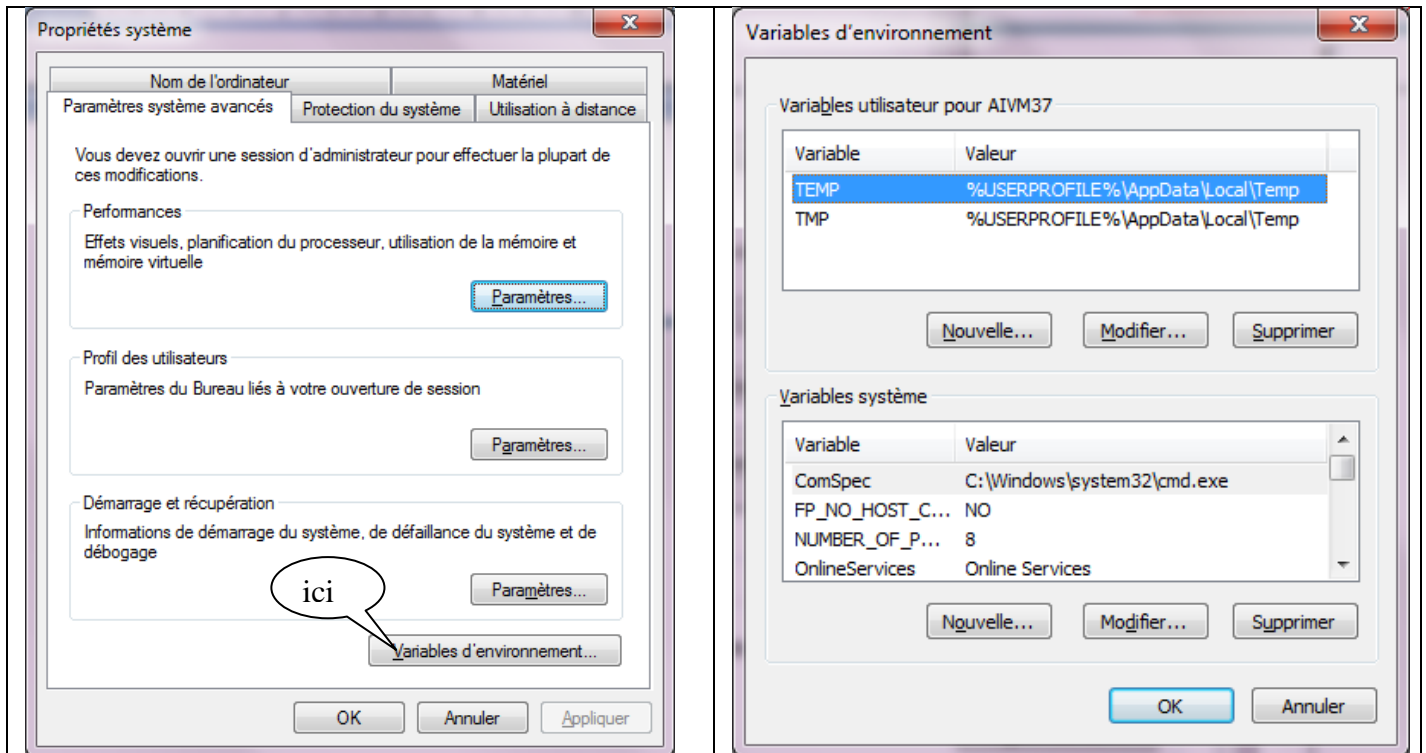 Propriétés système
Nom de l'ordinateur
Matériel
Paramètres système avancés
Protection du système
Utilisation à distance
Vous devez ouvrir une session d'administrateur pour effectuer la plupart de
ces modifications.
Performances
Effets visuels, planification du processeur, utilisation de la mémoire et
mémoire virtuelle
Paramètres...
Profil des utilisateurs
Paramètres du Bureau liés à votre ouverture de session
Paramètres...
Démarrage et récupération
Informations de démarrage du système, de défaillance du système et de
débogage
ici
Paramètres...
Variables d'environnement...
OK Annuler Appliquer
Variables d'environnement
Variables utilisateur pour AIVM37
Variable Valeur
TEMP %USERPROFILE%\AppData\Local\Temp
TMP %USERPROFILE%\AppData\Local\Temp
Nouvelle... Modifier... Supprimer
Variables système
Variable Valeur
ComSpec C:\Windows\system32\cmd.exe
FP_NO_HOST_C... NO
NUMBER_OF_P... 8
OnlineServices Online Services
Nouvelle... Modifier... Supprimer
OK Annuler